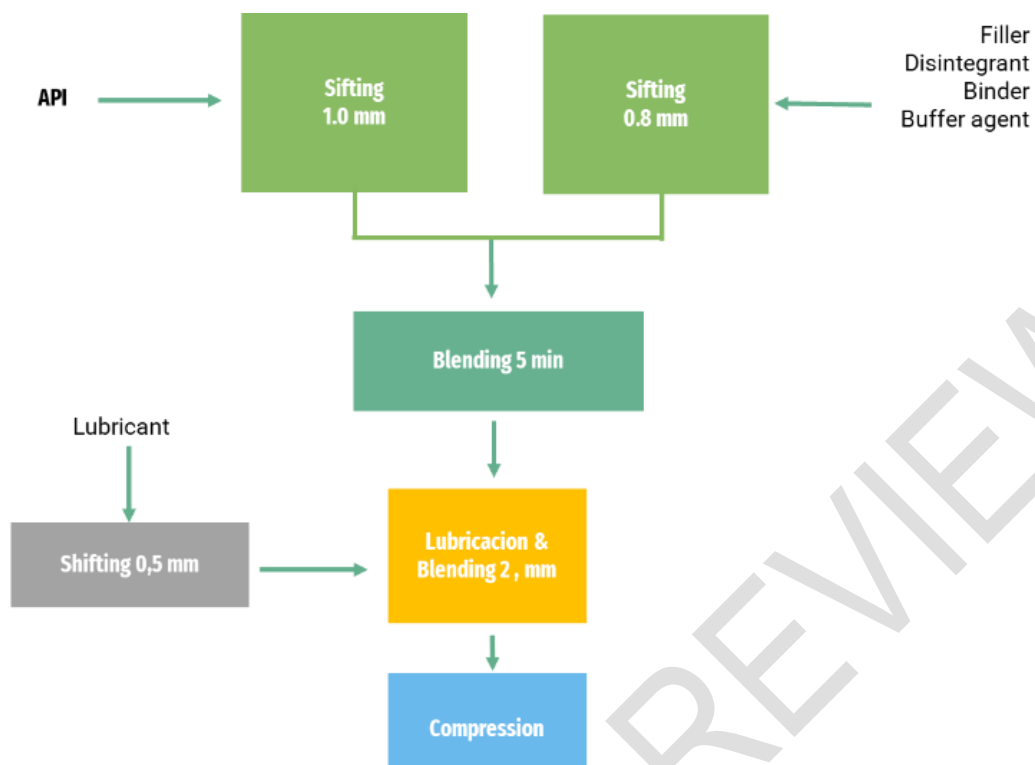 API
Sifting
1.0 mm
Sifting
0.8 mm
Filler
Disintegrant
Binder
Buffer agent
Blending 5 min
Lubricant
Shifting 0,5 mm
Lubricacion &
Blending 2 , mm
Compression
REVIEW